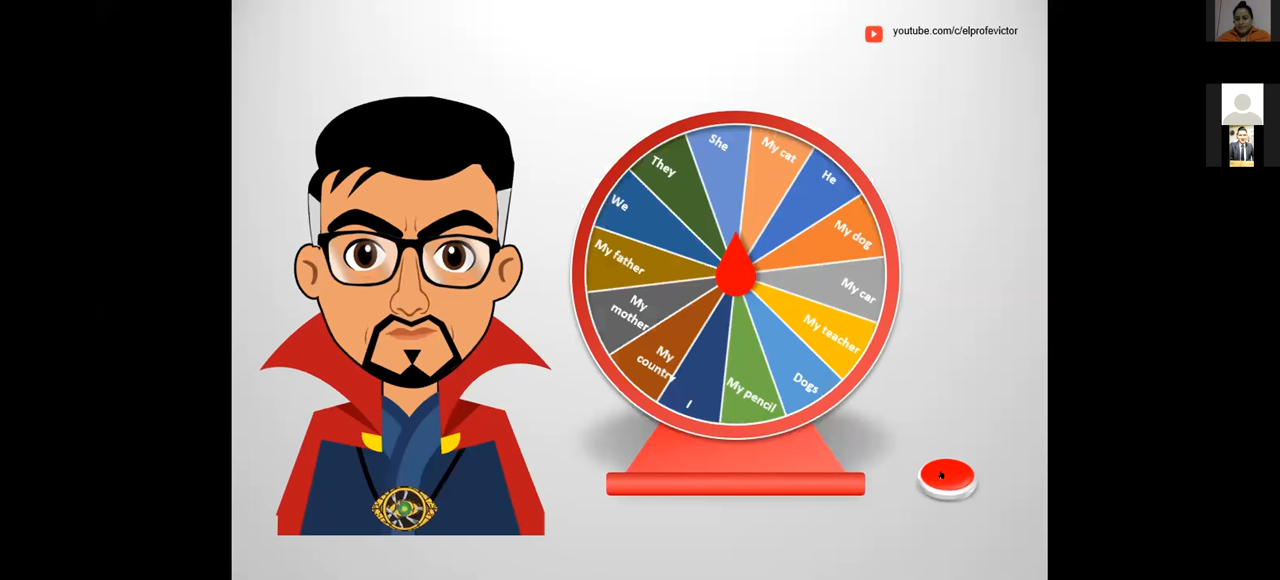 youtube.com/c/elprofevictor
She
My cat
He
My dog
My car
My teacher
Dogs
My pencil
I
My
country
My
mother
My father
We
They